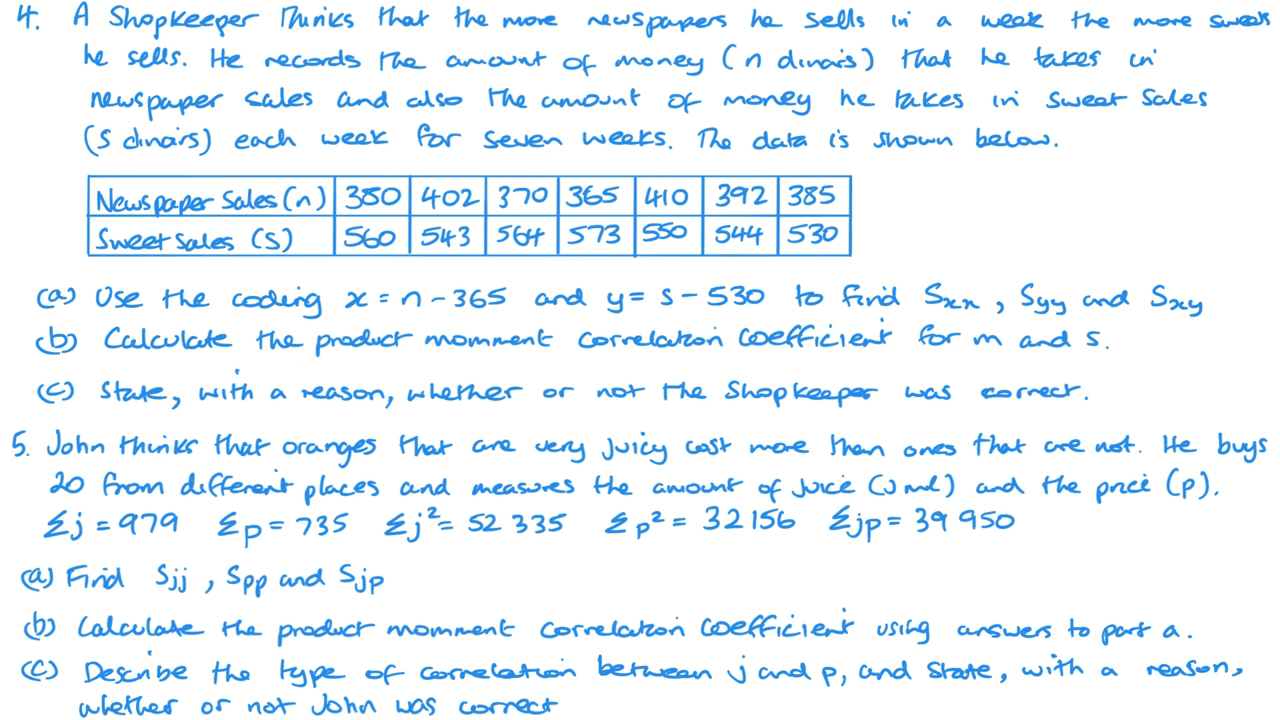 4. A Shopkeeper thinks that the more newspapers he sells in a week the more sweets
he sells. He records the amount of money (n dinars) that he takes in
newspaper sales and also the amount of money he takes in sweet sales
(s dinars) each week for seven weeks. The data is shown below.
Newspaper Sales (n) 380 402 370 365 410 392 385
Sweet Sales (S) 560 543 564 573 550 544 530
(a) Use the coding x = n - 365 and y = s - 530 to find Sxx, Syy and Sxy
(b) Calculate the product momment correlation coefficient for m and s.
(c) State, with a reason, whether or not the Shopkeeper was correct.
5. John thinks that oranges that are very juicy cost more than ones that are not. He buys
20 from different places and measures the amount of juice (j ml) and the price (p).
Σj = 979 Σp = 735 Σj² = 52 335 Σp² = 32 156 Σjp = 39 950
(a) Find Sjj, Spp and Sjp
(b) Calculate the product momment correlation coefficient using answers to part a.
(c) Describe the type of correlation between j and p, and state, with a reason,
whether or not John was correct